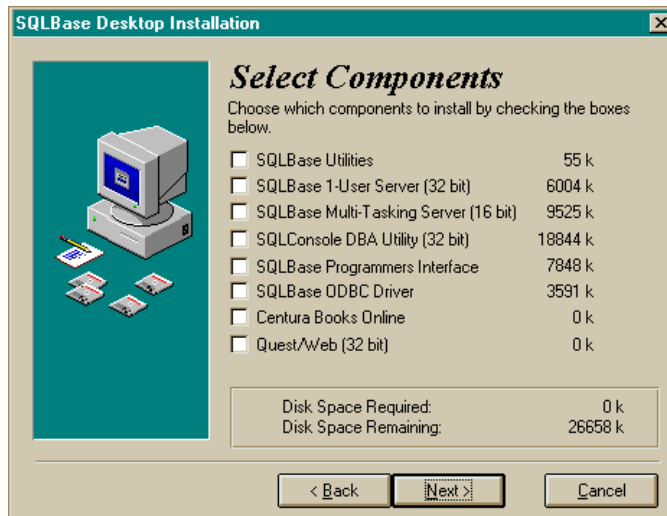 SQLBase Desktop Installation
Select Components
Choose which components to install by checking the boxes
below.
SQLBase Utilities 55 k
SQLBase 1-User Server (32 bit) 6004 k
SQLBase Multi-Tasking Server (16 bit) 9525 k
SQLConsole DBA Utility (32 bit) 18844 k
SQLBase Programmers Interface 7848 k
SQLBase ODBC Driver 3591 k
Centura Books Online 0 k
Quest/Web (32 bit) 0 k
Disk Space Required: 0 k
Disk Space Remaining: 26658 k
< Back Next > Cancel